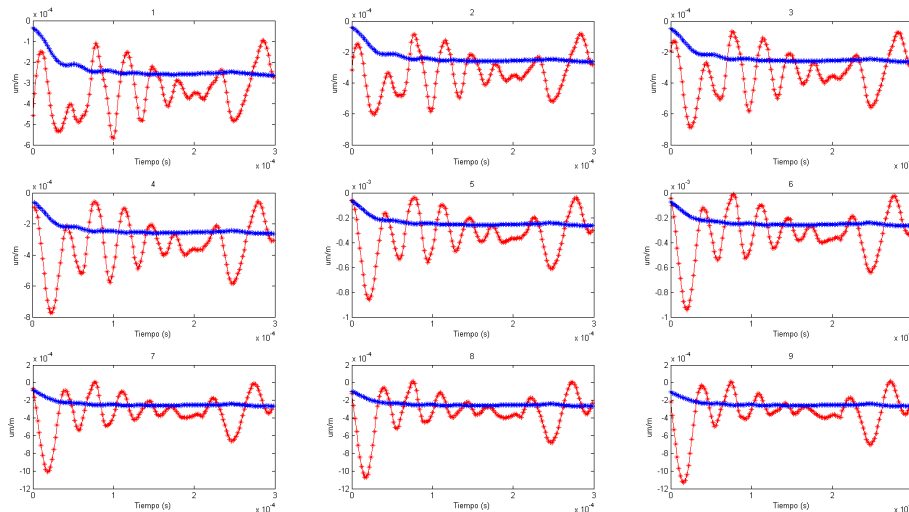 1
2
3
x 10^-4
x 10^-4
x 10^-4
0
-1
-2
-3
-4
-5
-6
um/m
0
-2
-4
-6
-8
um/m
0
-2
-4
-6
-8
um/m
0 1 2 3
0 1 2 3
0 1 2
Tiempo (s)
Tiempo (s)
Tiempo (s)
x 10^-4
x 10^-4
x 10
4
5
6
x 10^-4
x 10^-3
x 10^-3
0
-2
-4
-6
-8
um/m
0
-0.2
-0.4
-0.6
-0.8
-1
um/m
0
-0.2
-0.4
-0.6
-0.8
-1
um/m
0 1 2 3
0 1 2 3
0 1 2
Tiempo (s)
Tiempo (s)
Tiempo (s)
x 10^-4
x 10^-4
x 10
7
8
9
x 10^-4
x 10^-4
x 10^-4
2
0
-2
-4
-6
-8
-10
-12
um/m
2
0
-2
-4
-6
-8
-10
-12
um/m
2
0
-2
-4
-6
-8
-10
-12
um/m
0 1 2 3
0 1 2 3
0 1 2
Tiempo (s)
Tiempo (s)
Tiempo (s)
x 10^-4
x 10^-4
x 10